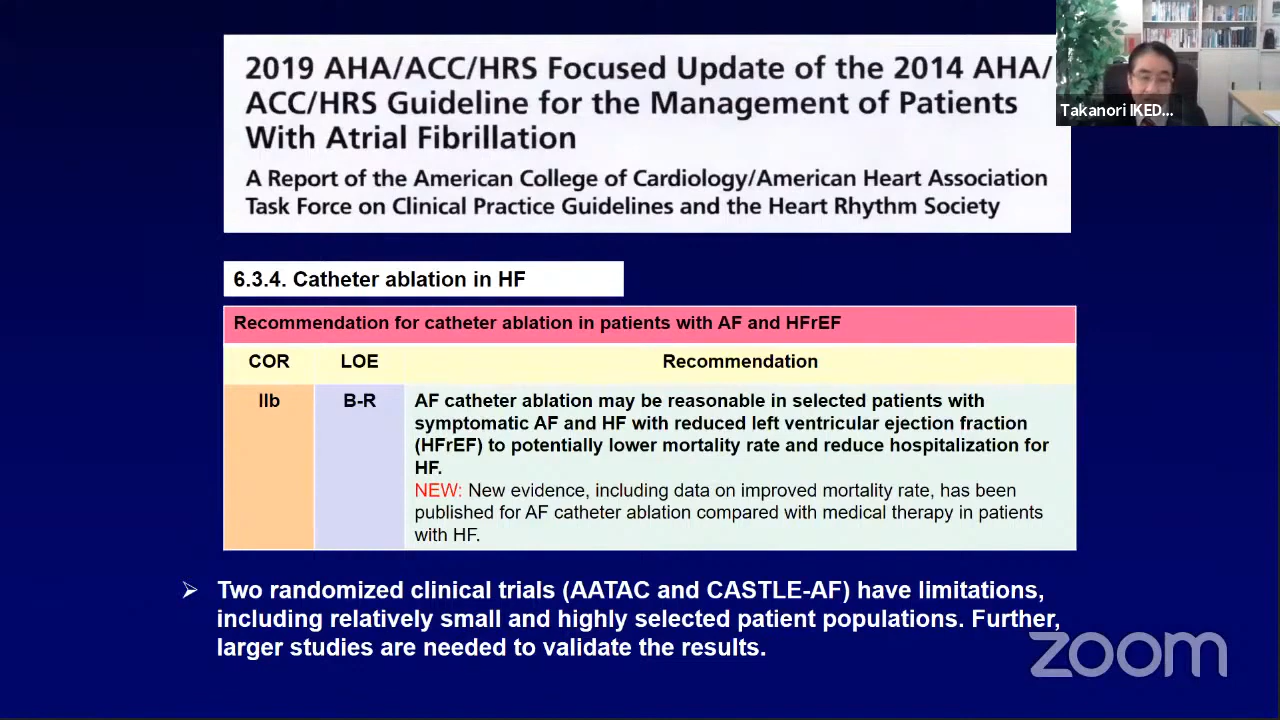 2019 AHA/ACC/HRS Focused Update of the 2014 AHA/
ACC/HRS Guideline for the Management of Patients
With Atrial Fibrillation
A Report of the American College of Cardiology/American Heart Association
Task Force on Clinical Practice Guidelines and the Heart Rhythm Society
Takanori IKED...
6.3.4. Catheter ablation in HF
Recommendation for catheter ablation in patients with AF and HFrEF
COR LOE Recommendation
IIb B-R AF catheter ablation may be reasonable in selected patients with
symptomatic AF and HF with reduced left ventricular ejection fraction
(HFrEF) to potentially lower mortality rate and reduce hospitalization for
HF.
NEW: New evidence, including data on improved mortality rate, has been
published for AF catheter ablation compared with medical therapy in patients
with HF.
➢ Two randomized clinical trials (AATAC and CASTLE-AF) have limitations,
including relatively small and highly selected patient populations. Further,
larger studies are needed to validate the results.
zoom